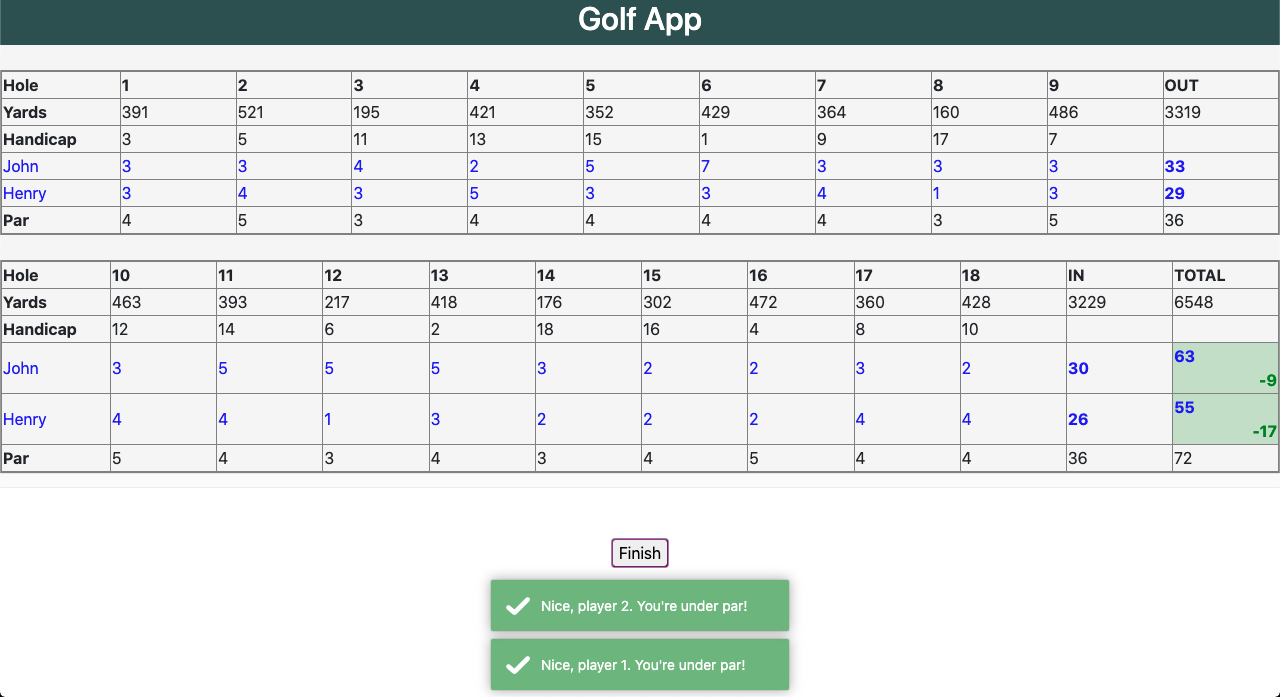 Golf App
Hole 1 2 3 4 5 6 7 8 9 OUT
Yards 391 521 195 421 352 429 364 160 486 3319
Handicap 3 5 11 13 15 1 9 17 7
John 3 3 4 2 5 7 3 3 3 33
Henry 3 4 3 5 3 3 4 1 3 29
Par 4 5 3 4 4 4 4 3 5 36
Hole 10 11 12 13 14 15 16 17 18 IN TOTAL
Yards 463 393 217 418 176 302 472 360 428 3229 6548
Handicap 12 14 6 2 18 16 4 8 10
John 3 5 5 5 3 2 2 3 2 30 63
-9
Henry 4 4 1 3 2 2 2 4 4 26 55
-17
Par 5 4 3 4 3 4 5 4 4 36 72
Finish
Nice, player 2. You're under par!
Nice, player 1. You're under par!